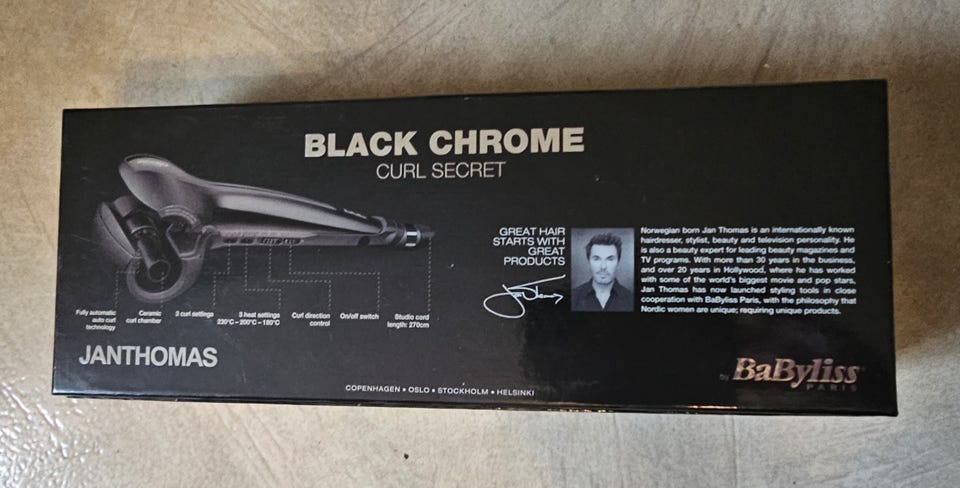 BLACK CHROME
CURL SECRET
GREAT HAIR
STARTS WITH
GREAT
PRODUCTS
Jan Thomas
Norwegian born Jan Thomas is an internationally known
hairdresser, stylist, beauty and television personality. He
is also a beauty expert for leading beauty magazines and
TV programs. With more than 30 years in the business,
and over 20 years in Hollywood, where he has worked
with some of the world's biggest movie and pop stars,
Jan Thomas has now launched styling tools in close
cooperation with BaByliss Paris, with the philosophy that
Nordic women are unique; requiring unique products.
Fully automatic
auto curl
technology
Ceramic
curl chamber
3 curl settings
3 heat settings
230°C – 200°C – 180°C
Curl direction
control
On/off switch
Studio cord
length: 270cm
JANTHOMAS
by BaByliss
PARIS
COPENHAGEN • OSLO • STOCKHOLM • HELSINKI